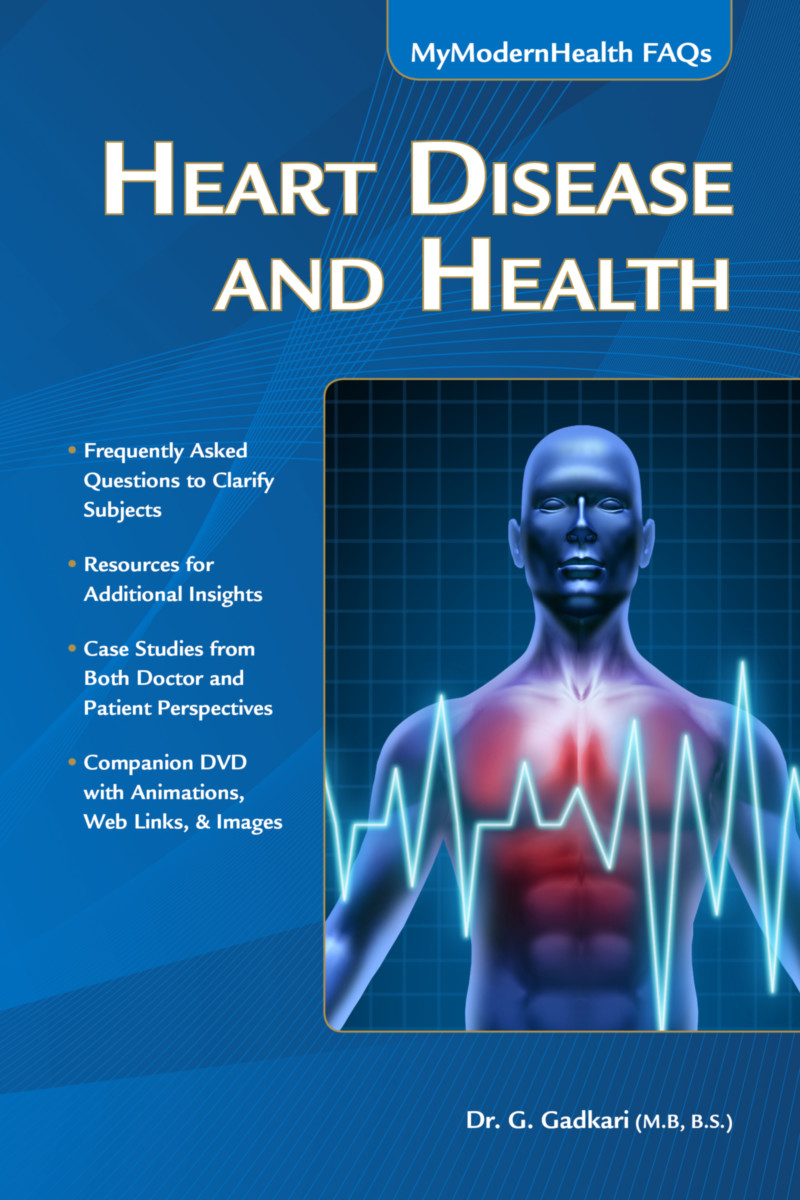 MyModernHealth FAQs
Heart Disease
and Health
• Frequently Asked
Questions to Clarify
Subjects
• Resources for
Additional Insights
• Case Studies from
Both Doctor and
Patient Perspectives
• Companion DVD
with Animations,
Web Links, & Images
Dr. G. Gadkari (M.B, B.S.)